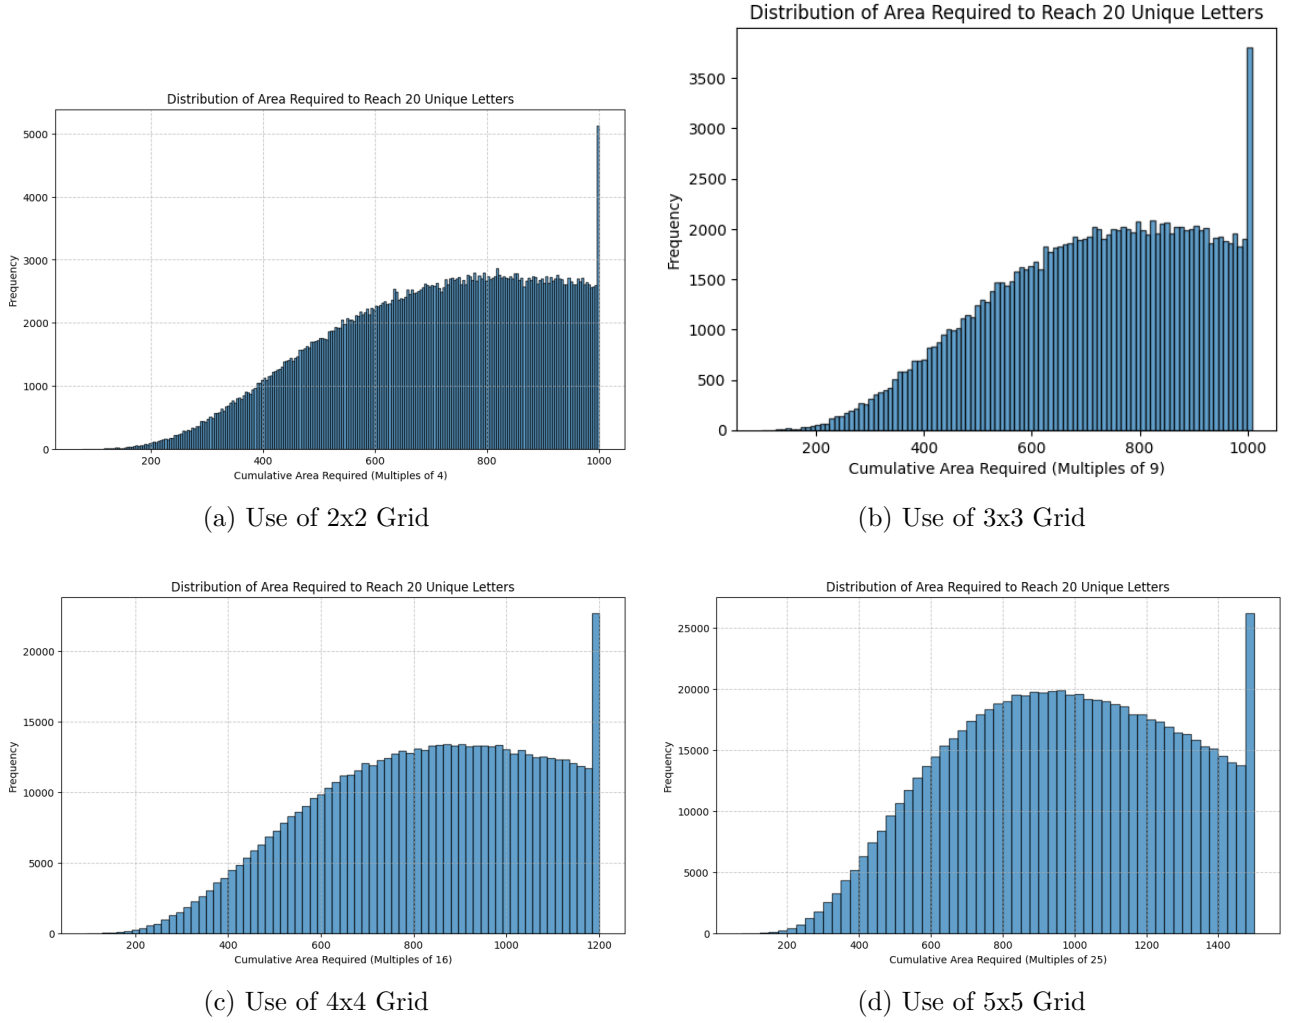 Distribution of Area Required to Reach 20 Unique Letters
3500
3000
2500
2000
1500
1000
500
0
Frequency
200 400 600 800 1000
Cumulative Area Required (Multiples of 9)
(b) Use of 3x3 Grid
Distribution of Area Required to Reach 20 Unique Letters
5000
4000
3000
2000
1000
0
Frequency
200 400 600 800 1000
Cumulative Area Required (Multiples of 4)
(a) Use of 2x2 Grid
Distribution of Area Required to Reach 20 Unique Letters
20000
15000
10000
5000
0
Frequency
200 400 600 800 1000 1200
Cumulative Area Required (Multiples of 16)
(c) Use of 4x4 Grid
Distribution of Area Required to Reach 20 Unique Letters
25000
20000
15000
10000
5000
0
Frequency
200 400 600 800 1000 1200 1400
Cumulative Area Required (Multiples of 25)
(d) Use of 5x5 Grid